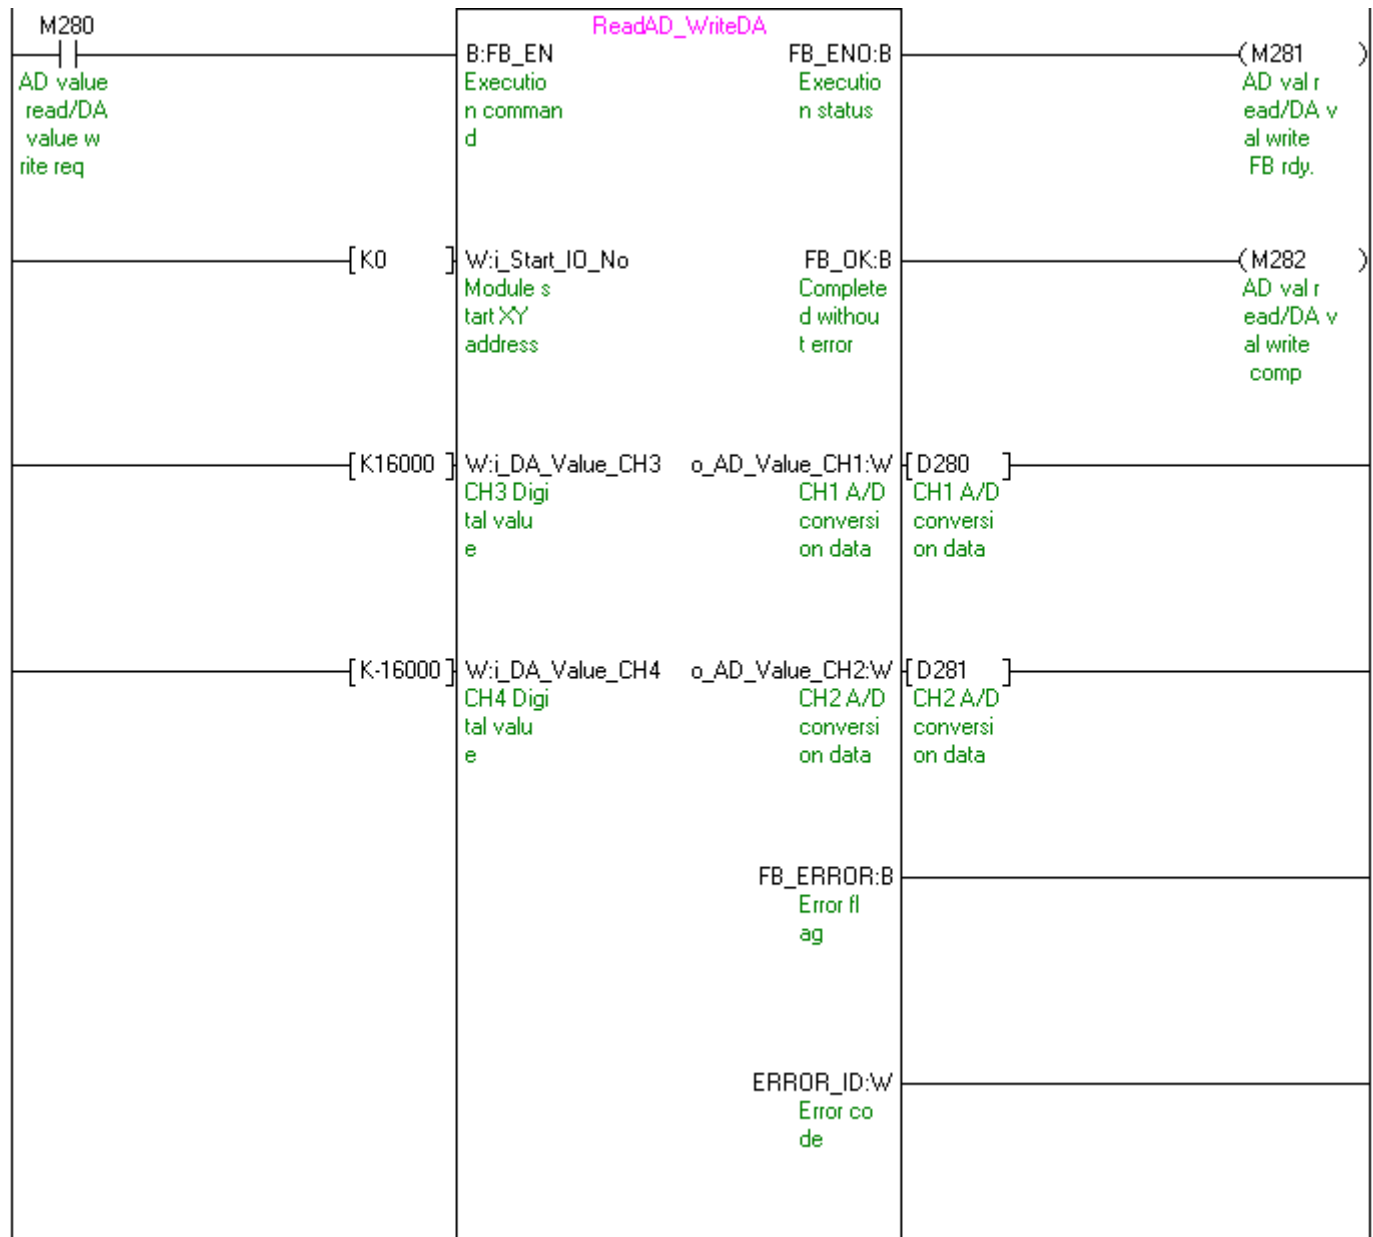 M280
ReadAD_WriteDA
B:FB_EN
FB_ENO:B
(M281 )
AD value
read/DA
value w
rite req
Executio
n comman
d
Executio
n status
AD val r
ead/DA v
al write
FB rdy.
[K0 ]
W:i_Start_IO_No
FB_OK:B
(M282 )
Module s
tart XY
address
Complete
d withou
t error
AD val r
ead/DA v
al write
comp
[K16000 ]
W:i_DA_Value_CH3
o_AD_Value_CH1:W
[D280 ]
CH3 Digi
tal valu
e
CH1 A/D
conversi
on data
CH1 A/D
conversi
on data
[K-16000]
W:i_DA_Value_CH4
o_AD_Value_CH2:W
[D281 ]
CH4 Digi
tal valu
e
CH2 A/D
conversi
on data
CH2 A/D
conversi
on data
FB_ERROR:B
Error fl
ag
ERROR_ID:W
Error co
de